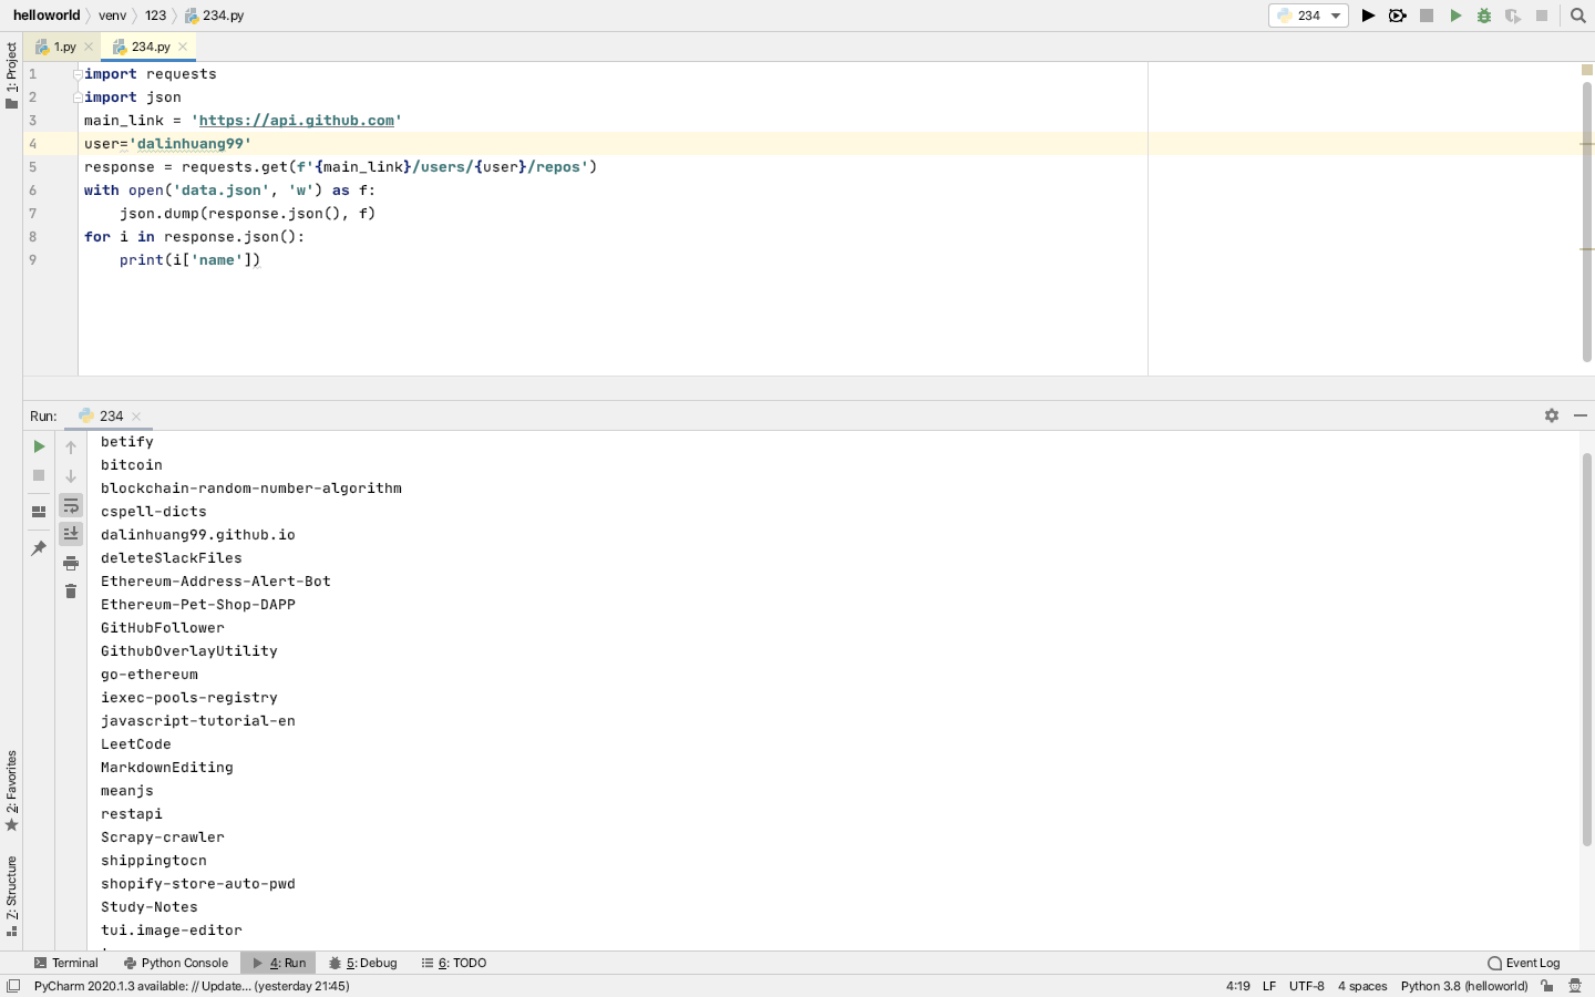 helloworld venv 123 234.py
234
1.py 234.py
1: Project
1 import requests
2 import json
3 main_link = 'https://api.github.com'
4 user='dalinhuang99'
5 response = requests.get(f'{main_link}/users/{user}/repos')
6 with open('data.json', 'w') as f:
7 json.dump(response.json(), f)
8 for i in response.json():
9 print(i['name'])
Run: 234
betify
bitcoin
blockchain-random-number-algorithm
cspell-dicts
dalinhuang99.github.io
deleteSlackFiles
Ethereum-Address-Alert-Bot
Ethereum-Pet-Shop-DAPP
GitHubFollower
GithubOverlayUtility
go-ethereum
iexec-pools-registry
javascript-tutorial-en
LeetCode
MarkdownEditing
meanjs
restapi
Scrapy-crawler
shippingtocn
shopify-store-auto-pwd
Study-Notes
tui.image-editor
2: Favorites
Z: Structure
Terminal Python Console 4: Run 5: Debug 6: TODO Event Log
PyCharm 2020.1.3 available: // Update... (yesterday 21:45) 4:19 LF UTF-8 4 spaces Python 3.8 (helloworld)